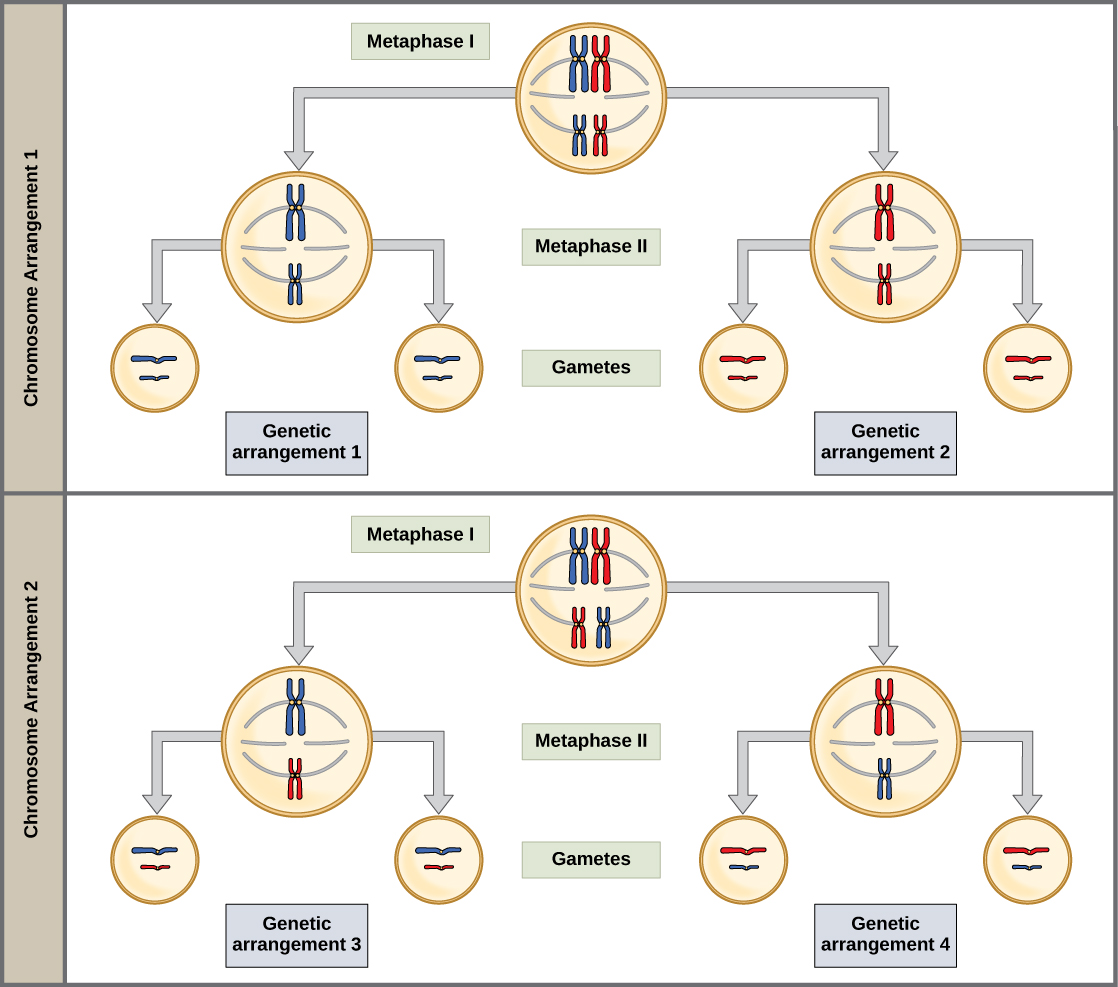 Chromosome Arrangement 1
Metaphase I
Metaphase II
Gametes
Genetic
arrangement 1
Genetic
arrangement 2
Chromosome Arrangement 2
Metaphase I
Metaphase II
Gametes
Genetic
arrangement 3
Genetic
arrangement 4